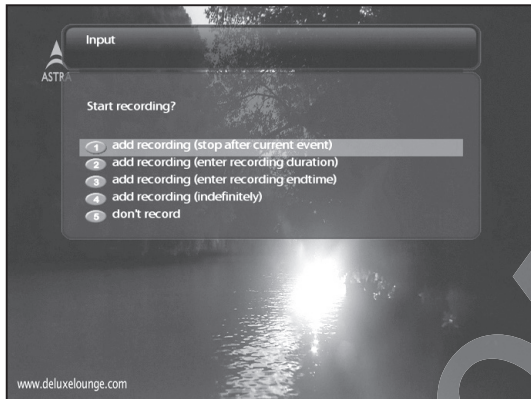 Input
ASTRA
Start recording?
1 add recording (stop after current event)
2 add recording (enter recording duration)
3 add recording (enter recording endtime)
4 add recording (indefinitely)
5 don't record
www.deluxelounge.com